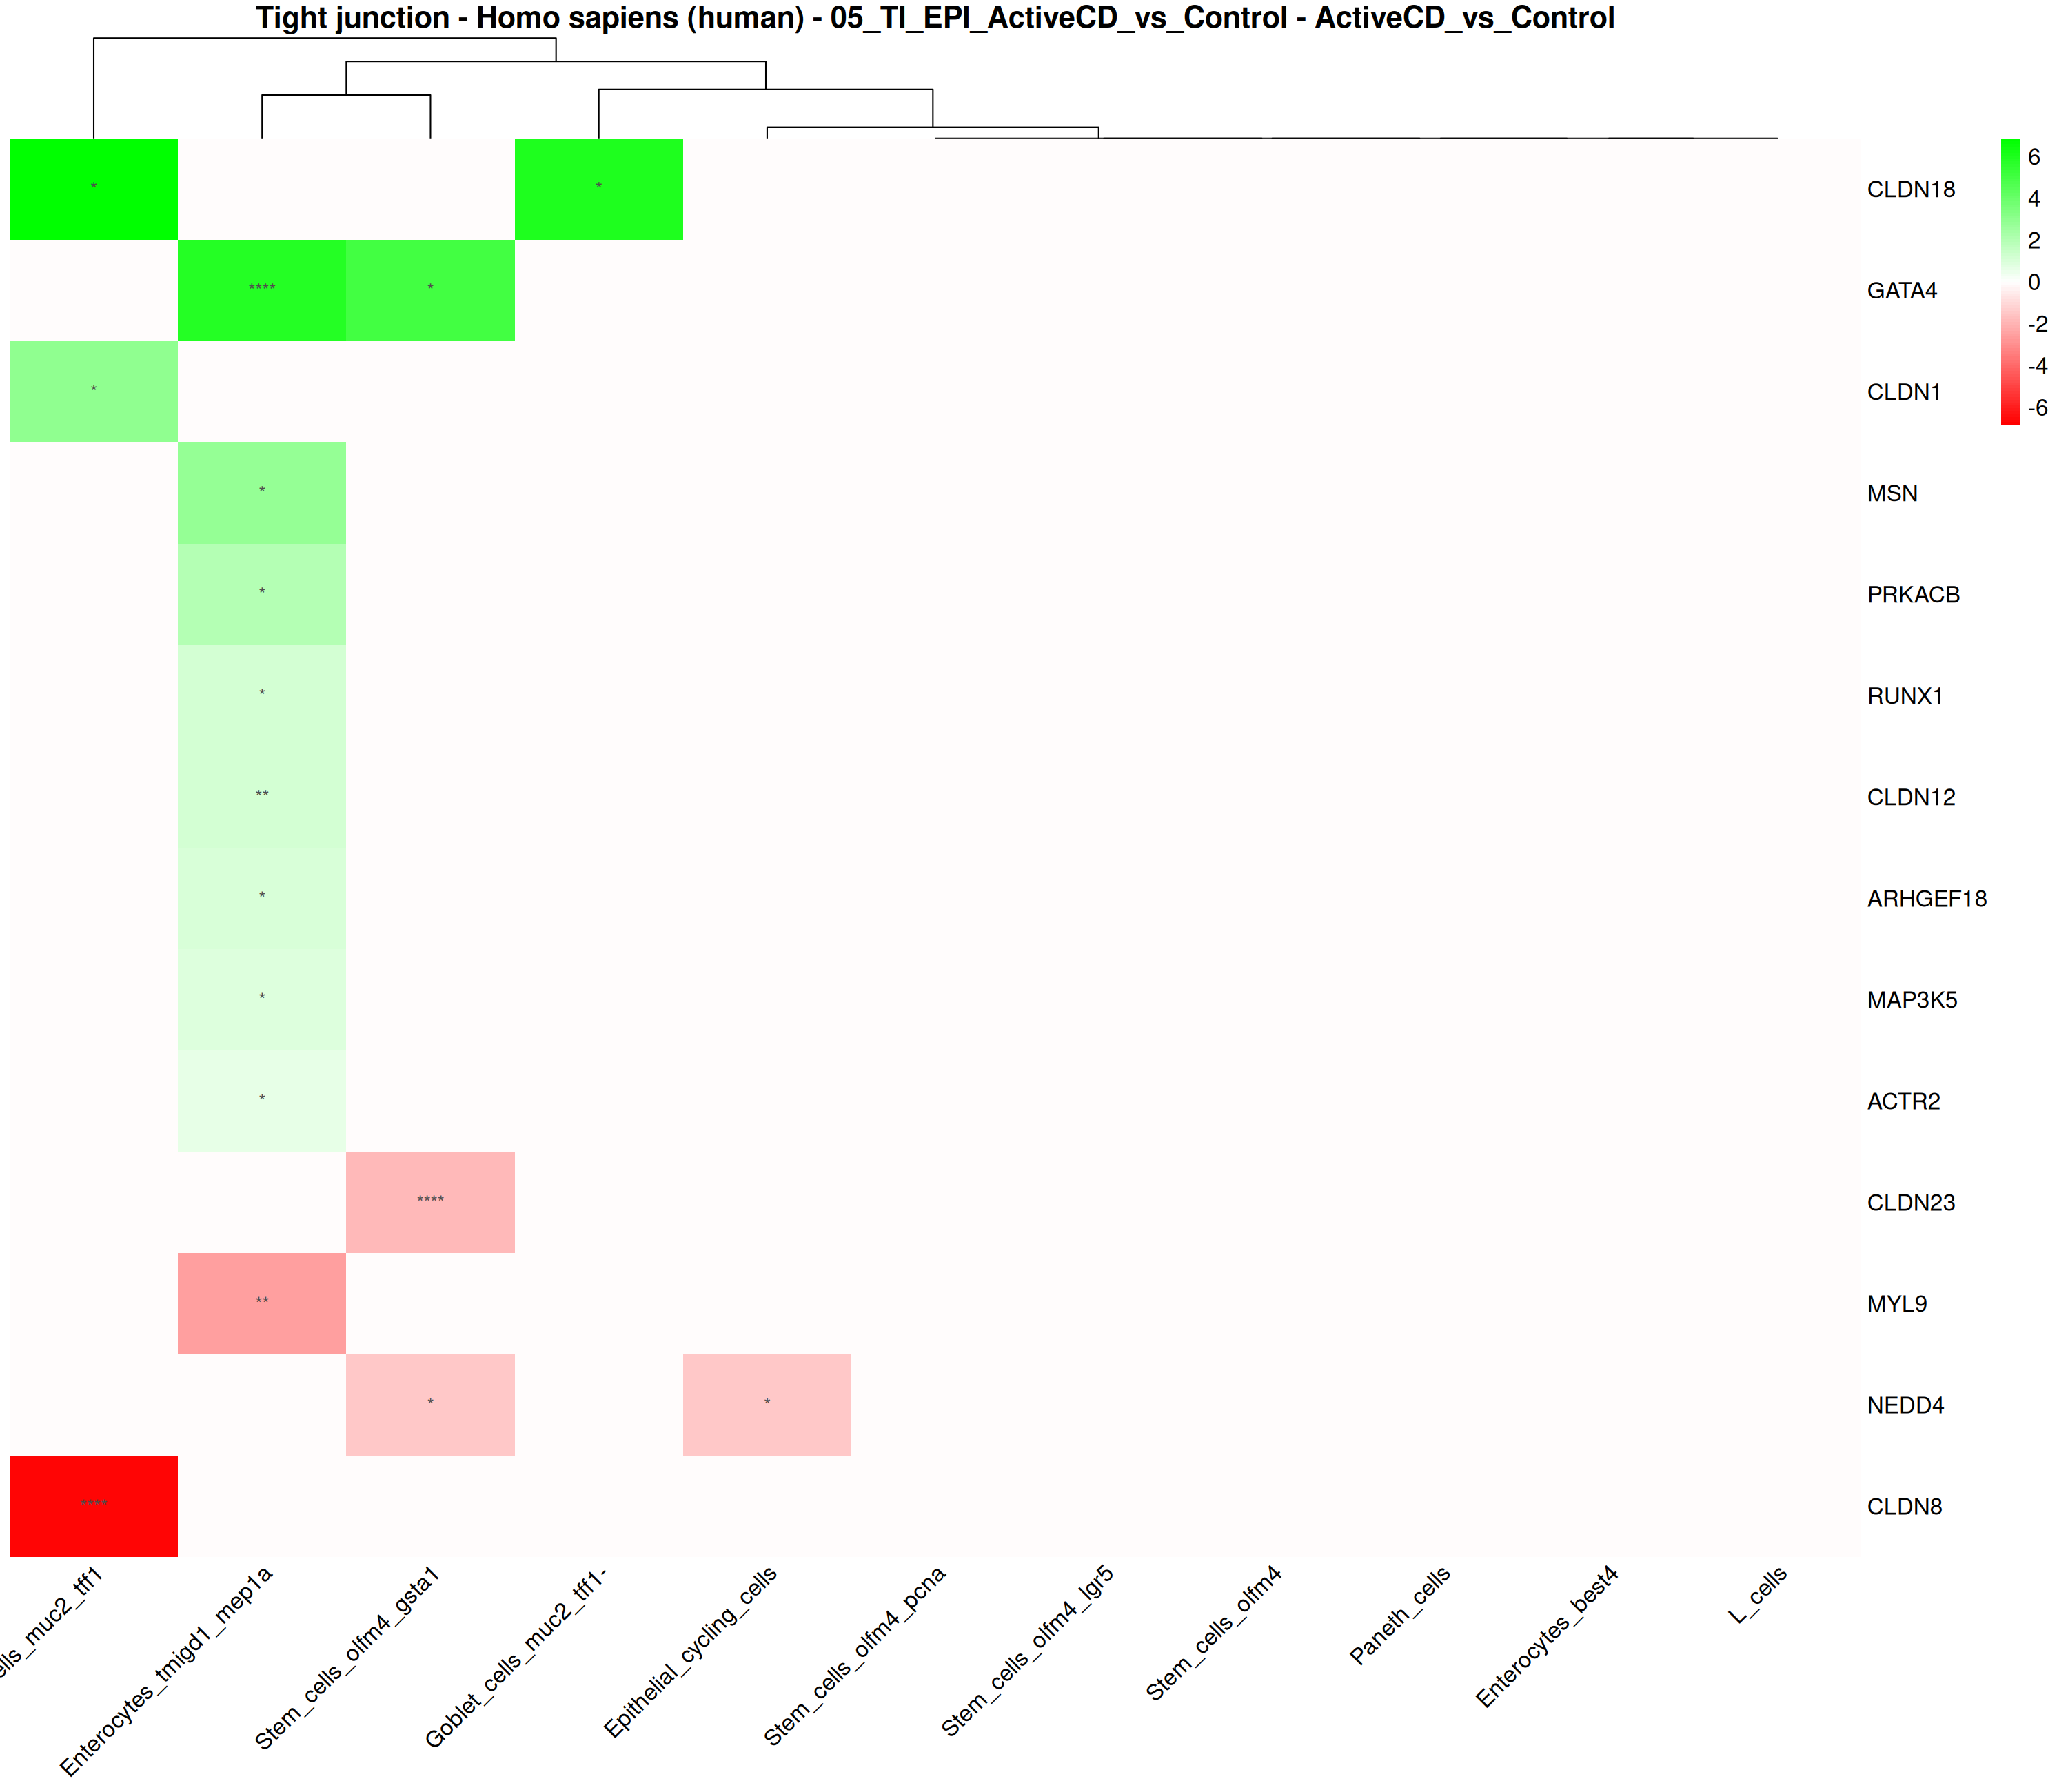 Tight junction - Homo sapiens (human) - 05_TI_EPI_ActiveCD_vs_Control - ActiveCD_vs_Control
* * CLDN18
**** * GATA4
* CLDN1
* MSN
* PRKACB
* RUNX1
** CLDN12
* ARHGEF18
* MAP3K5
* ACTR2
**** CLDN23
** MYL9
* * NEDD4
**** CLDN8
6
4
2
0
-2
-4
-6
ells_muc2_tff1
Enterocytes_tmigd1_mep1a
Stem_cells_olfm4_gsta1
Goblet_cells_muc2_tff1-
Epithelial_cycling_cells
Stem_cells_olfm4_pcna
Stem_cells_olfm4_lgr5
Stem_cells_olfm4
Paneth_cells
Enterocytes_best4
L_cells